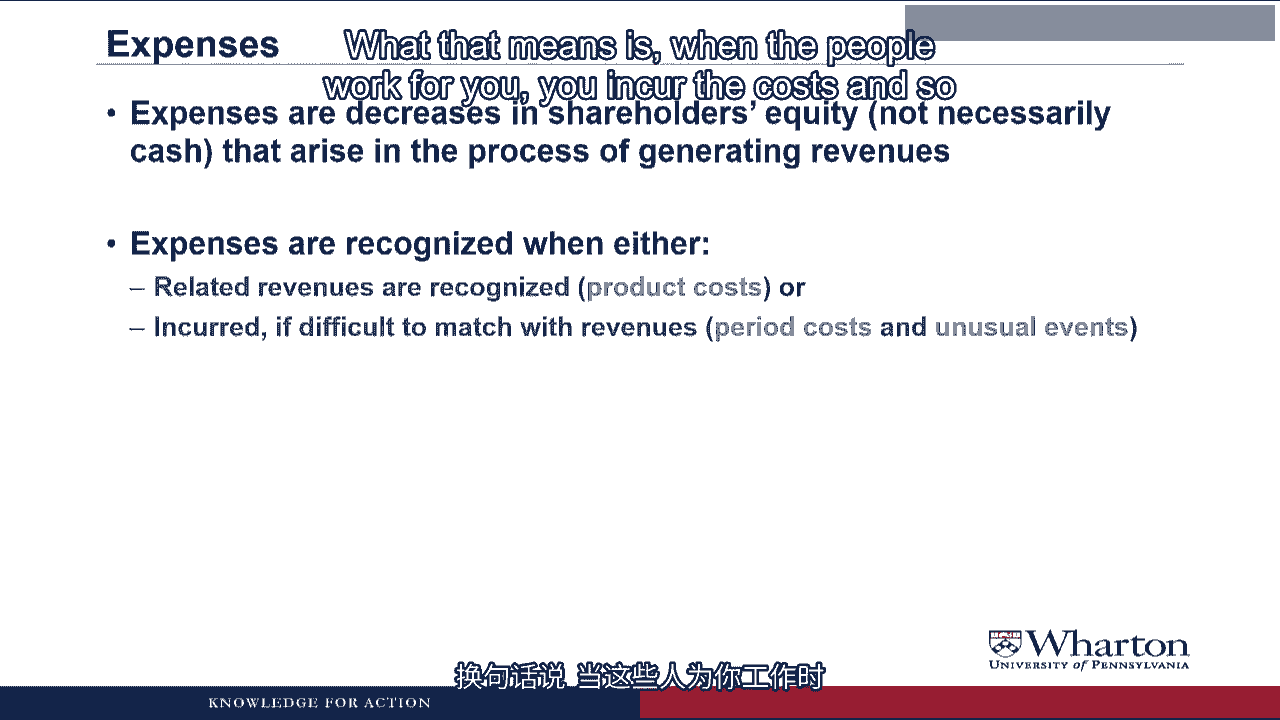 Expenses
What that means is, when the people
work for you, you incur the costs and so
• Expenses are decreases in shareholders' equity (not necessarily
cash) that arise in the process of generating revenues
• Expenses are recognized when either:
– Related revenues are recognized (product costs) or
– Incurred, if difficult to match with revenues (period costs and unusual events)
Wharton
UNIVERSITY of PENNSYLVANIA
换句话说 当这些人为你工作时
KNOWLEDGE FOR ACTION